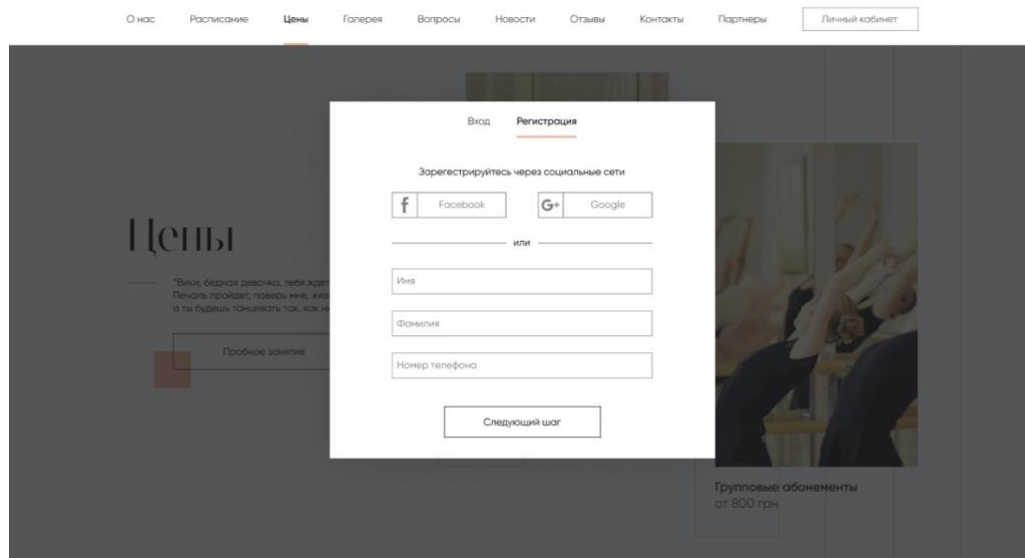 О нас Расписание Цены Галерея Вопросы Новости Отзывы Контакты Партнеры Личный кабинет
Вход Регистрация
Зарегестрируйтесь через социальные сети
Facebook G+ Google
или
Имя
Фамилия
Номер телефона
Следующий шаг
Цены
"Вики, бедная девочка, тебя ждет
Печаль пройдет, поверь мне,
а ты будешь танцевать так, как
Пробное занятие
Групповые абонементы
от 800 грн